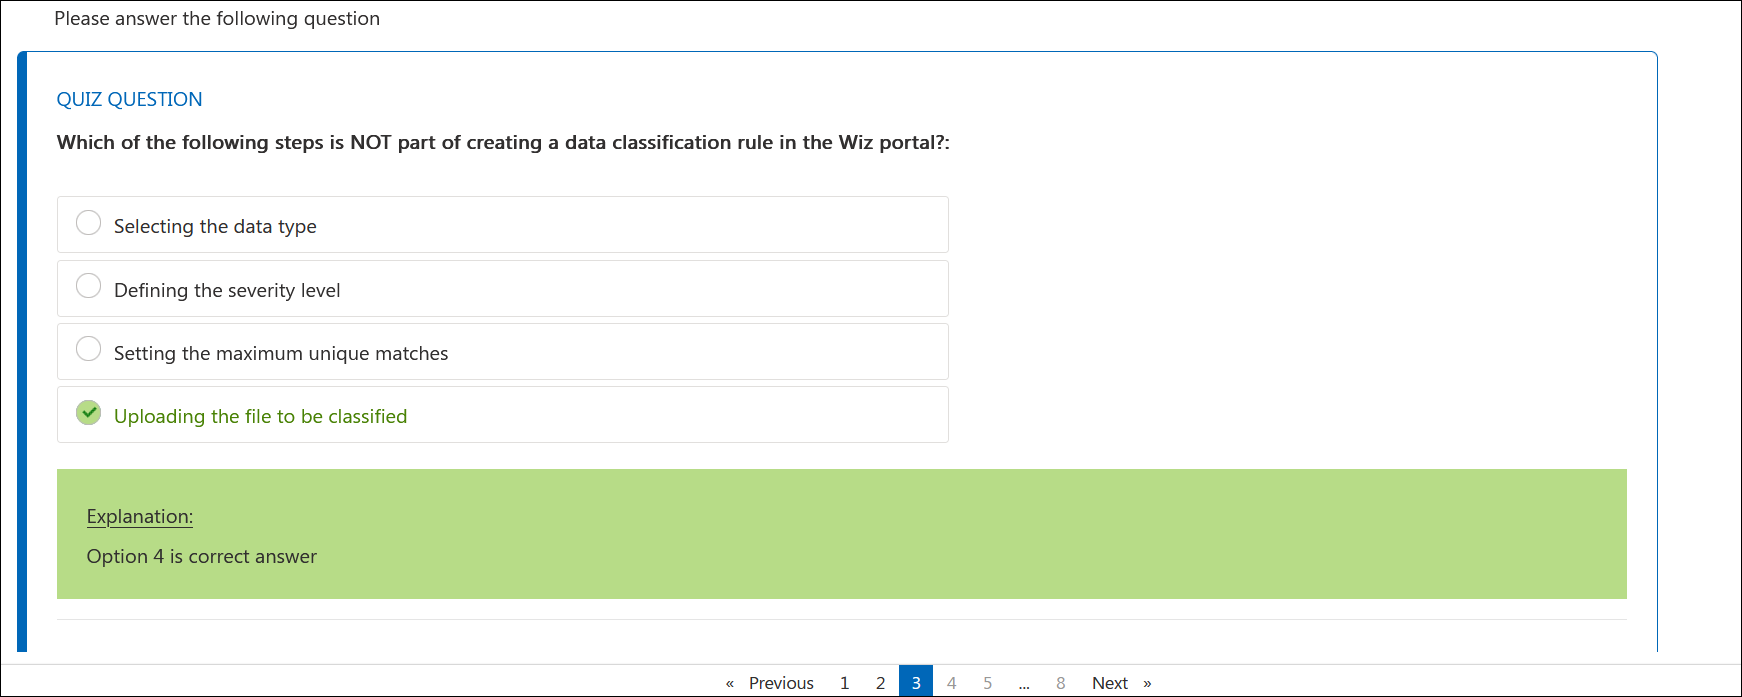 Please answer the following question
QUIZ QUESTION
Which of the following steps is NOT part of creating a data classification rule in the Wiz portal?:
Selecting the data type
Defining the severity level
Setting the maximum unique matches
Uploading the file to be classified
Explanation:
Option 4 is correct answer
« Previous 1 2 3 4 5 ... 8 Next »